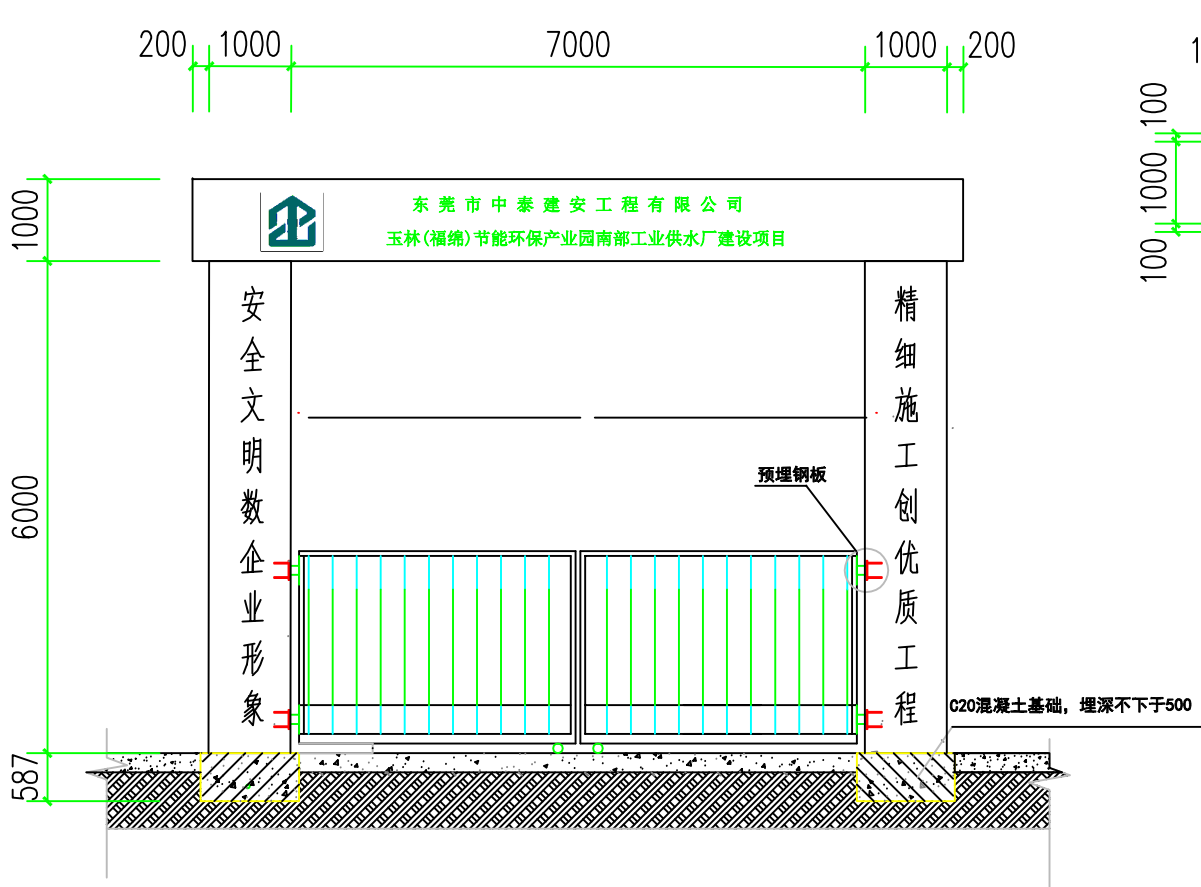 200 1000 7000 1000 200
1
100
1000
100
1000
6000
587
东莞市中泰建安工程有限公司
玉林(福绵)节能环保产业园南部工业供水厂建设项目
安全文明数企业形象
精细施工创优质工程
预埋钢板
C20混凝土基础，埋深不下于500